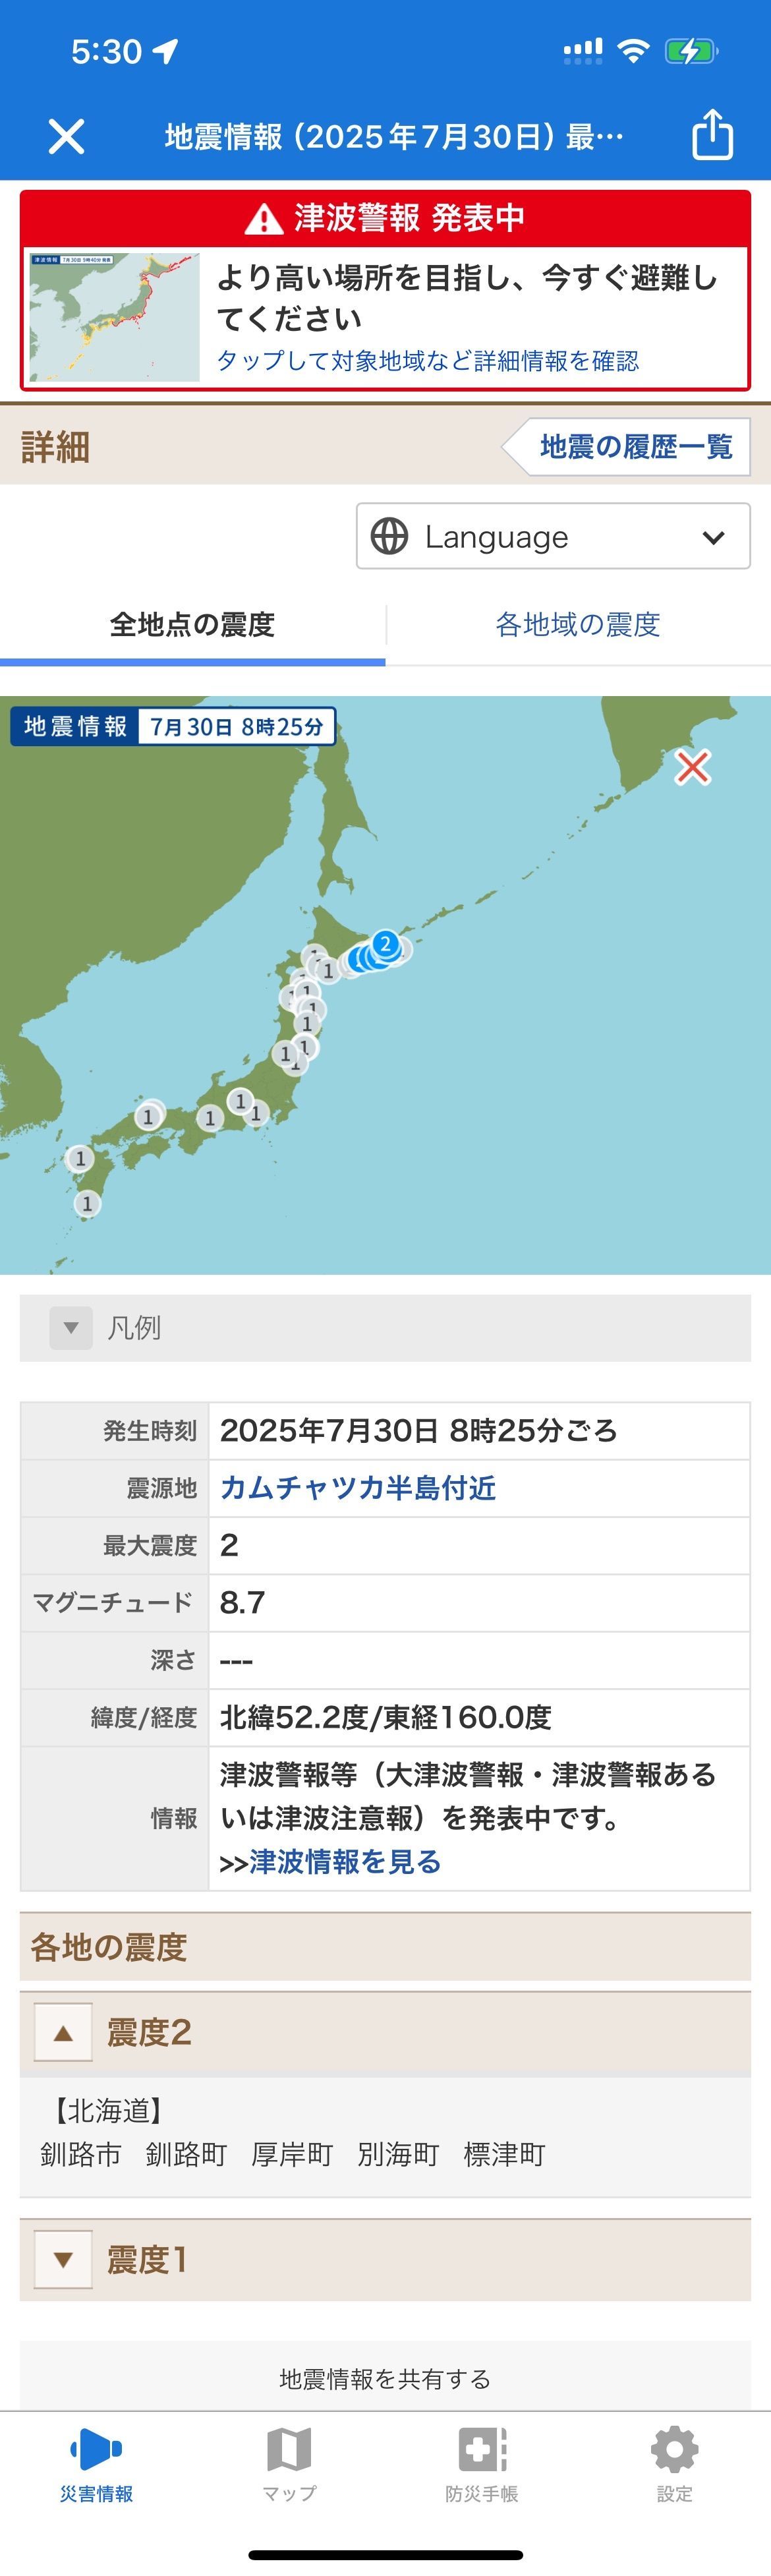 5:30
地震情報（2025年7月30日）最…
津波警報 発表中
より高い場所を目指し、今すぐ避難し
てください
タップして対象地域など詳細情報を確認
詳細
地震の履歴一覧
Language
全地点の震度
各地域の震度
地震情報 7月30日 8時25分
2
1
1
1
1
1
1
1
1
1
1
1
1
1
1
凡例
発生時刻 2025年7月30日 8時25分ごろ
震源地 カムチャツカ半島付近
最大震度 2
マグニチュード 8.7
深さ ---
緯度/経度 北緯52.2度/東経160.0度
情報 津波警報等（大津波警報・津波警報ある
いは津波注意報）を発表中です。
>>津波情報を見る
各地の震度
震度2
【北海道】
釧路市 釧路町 厚岸町 別海町 標津町
震度1
地震情報を共有する
災害情報
マップ
防災手帳
設定